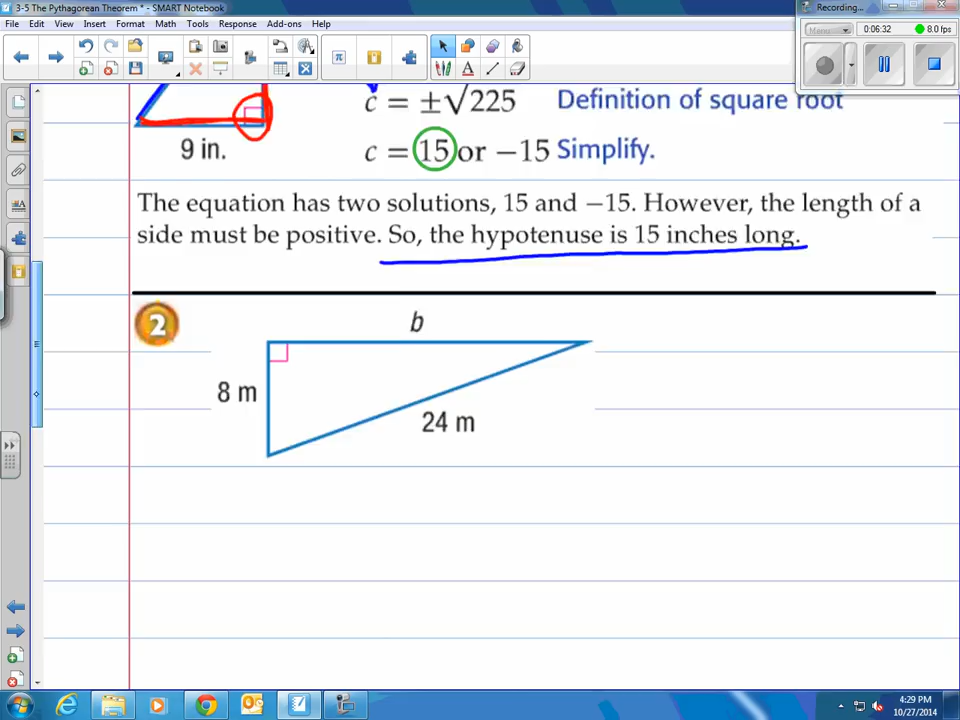 3-5 The Pythagorean Theorem * - SMART Notebook
Recording...
File Edit View Insert Format Math Tools Response Add-ons Help
Menu 0:06:32 8.0 fps
c = ±√225 Definition of square root
9 in.
c = 15 or −15 Simplify.
The equation has two solutions, 15 and −15. However, the length of a
side must be positive. So, the hypotenuse is 15 inches long.
2
b
8 m
24 m
4:29 PM
10/27/2014